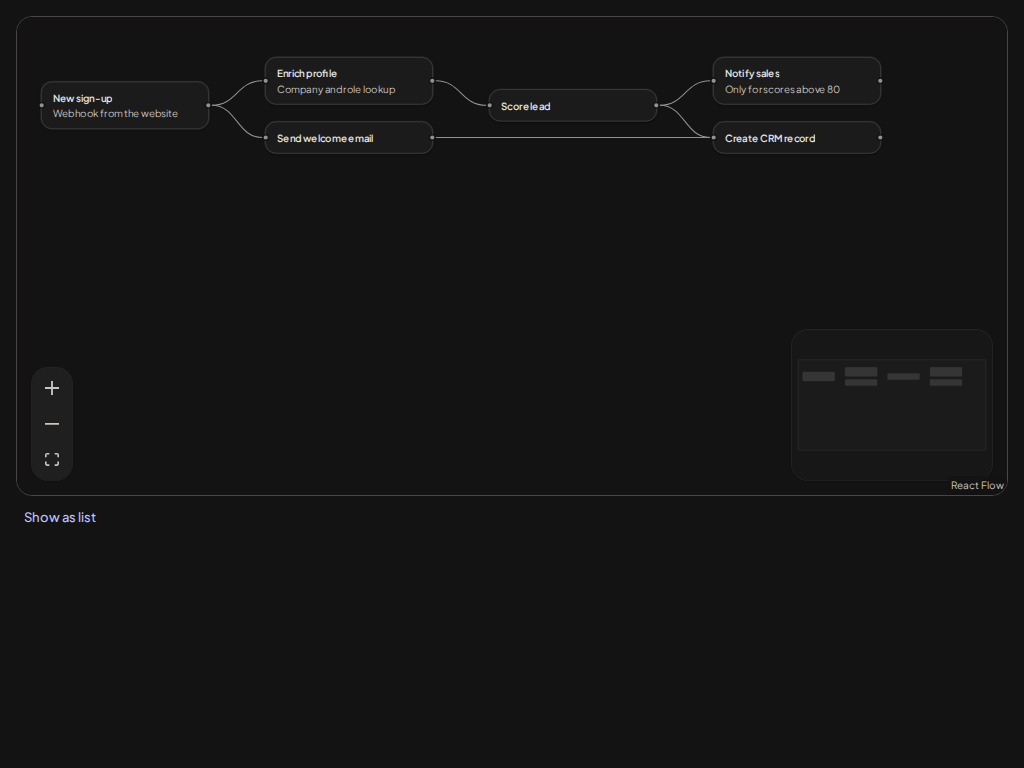 New sign-up
Webhook from the website
Enrich profile
Company and role lookup
Send welcome email
Score lead
Notify sales
Only for scores above 80
Create CRM record
React Flow
Show as list